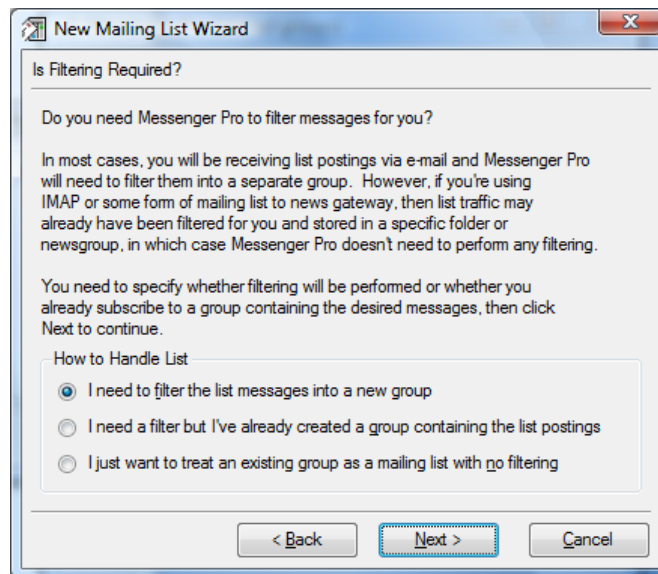 New Mailing List Wizard
Is Filtering Required?
Do you need Messenger Pro to filter messages for you?
In most cases, you will be receiving list postings via e-mail and Messenger Pro
will need to filter them into a separate group. However, if you're using
IMAP or some form of mailing list to news gateway, then list traffic may
already have been filtered for you and stored in a specific folder or
newsgroup, in which case Messenger Pro doesn't need to perform any filtering.
You need to specify whether filtering will be performed or whether you
already subscribe to a group containing the desired messages, then click
Next to continue.
How to Handle List
I need to filter the list messages into a new group
I need a filter but I've already created a group containing the list postings
I just want to treat an existing group as a mailing list with no filtering
< Back Next > Cancel